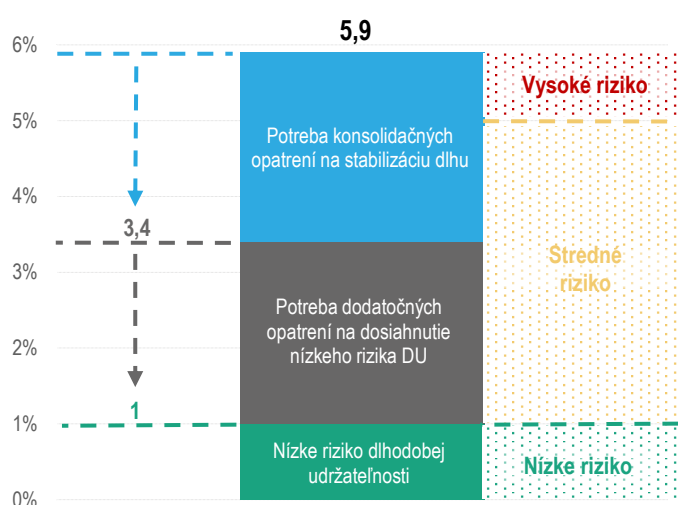 5,9
6%
Vysoké riziko
5%
Potreba konsolidačných
opatrení na stabilizáciu dlhu
4%
3,4
Stredné
riziko
3%
Potreba dodatočných
opatrení na dosiahnutie
nízkeho rizika DU
2%
1
1%
Nízke riziko dlhodobej
udržateľnosti
Nízke riziko
0%